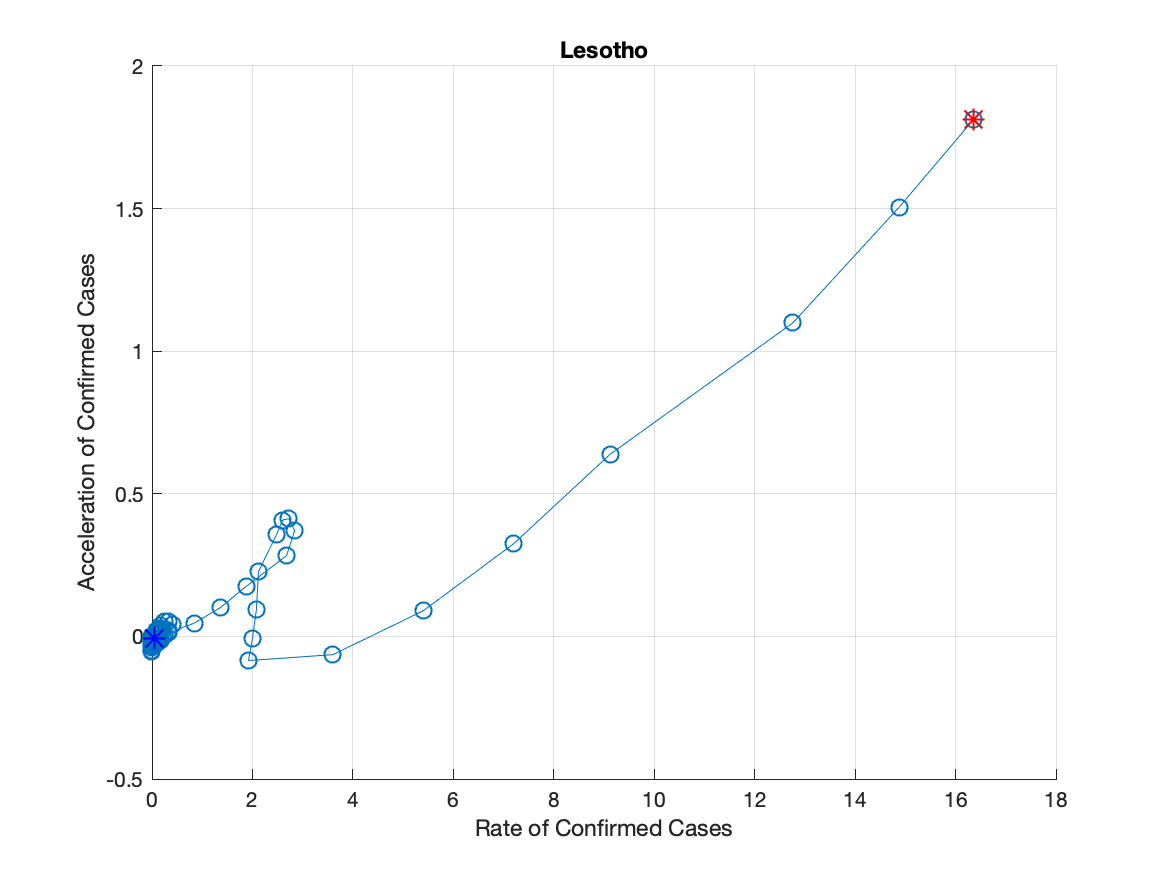 Lesotho
2
1.5
1
0.5
0
-0.5
Acceleration of Confirmed Cases
0 2 4 6 8 10 12 14 16 18
Rate of Confirmed Cases